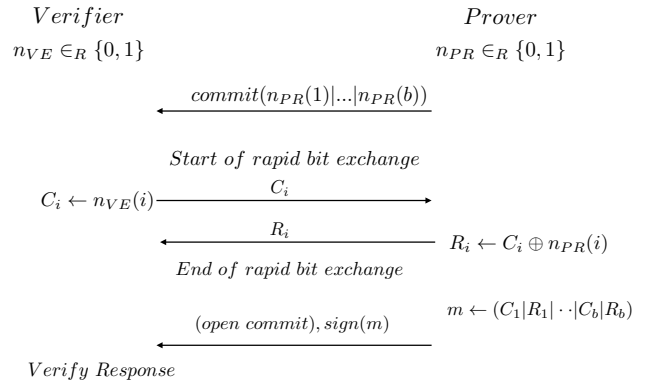 Verifier Prover
n_{VE} ∈_R {0, 1} n_{PR} ∈_R {0, 1}
commit(n_{PR}(1)|...|n_{PR}(b))
Start of rapid bit exchange
C_i ← n_{VE}(i) C_i
R_i R_i ← C_i ⊕ n_{PR}(i)
End of rapid bit exchange
m ← (C_1|R_1| · ·|C_b|R_b)
(open commit), sign(m)
Verify Response